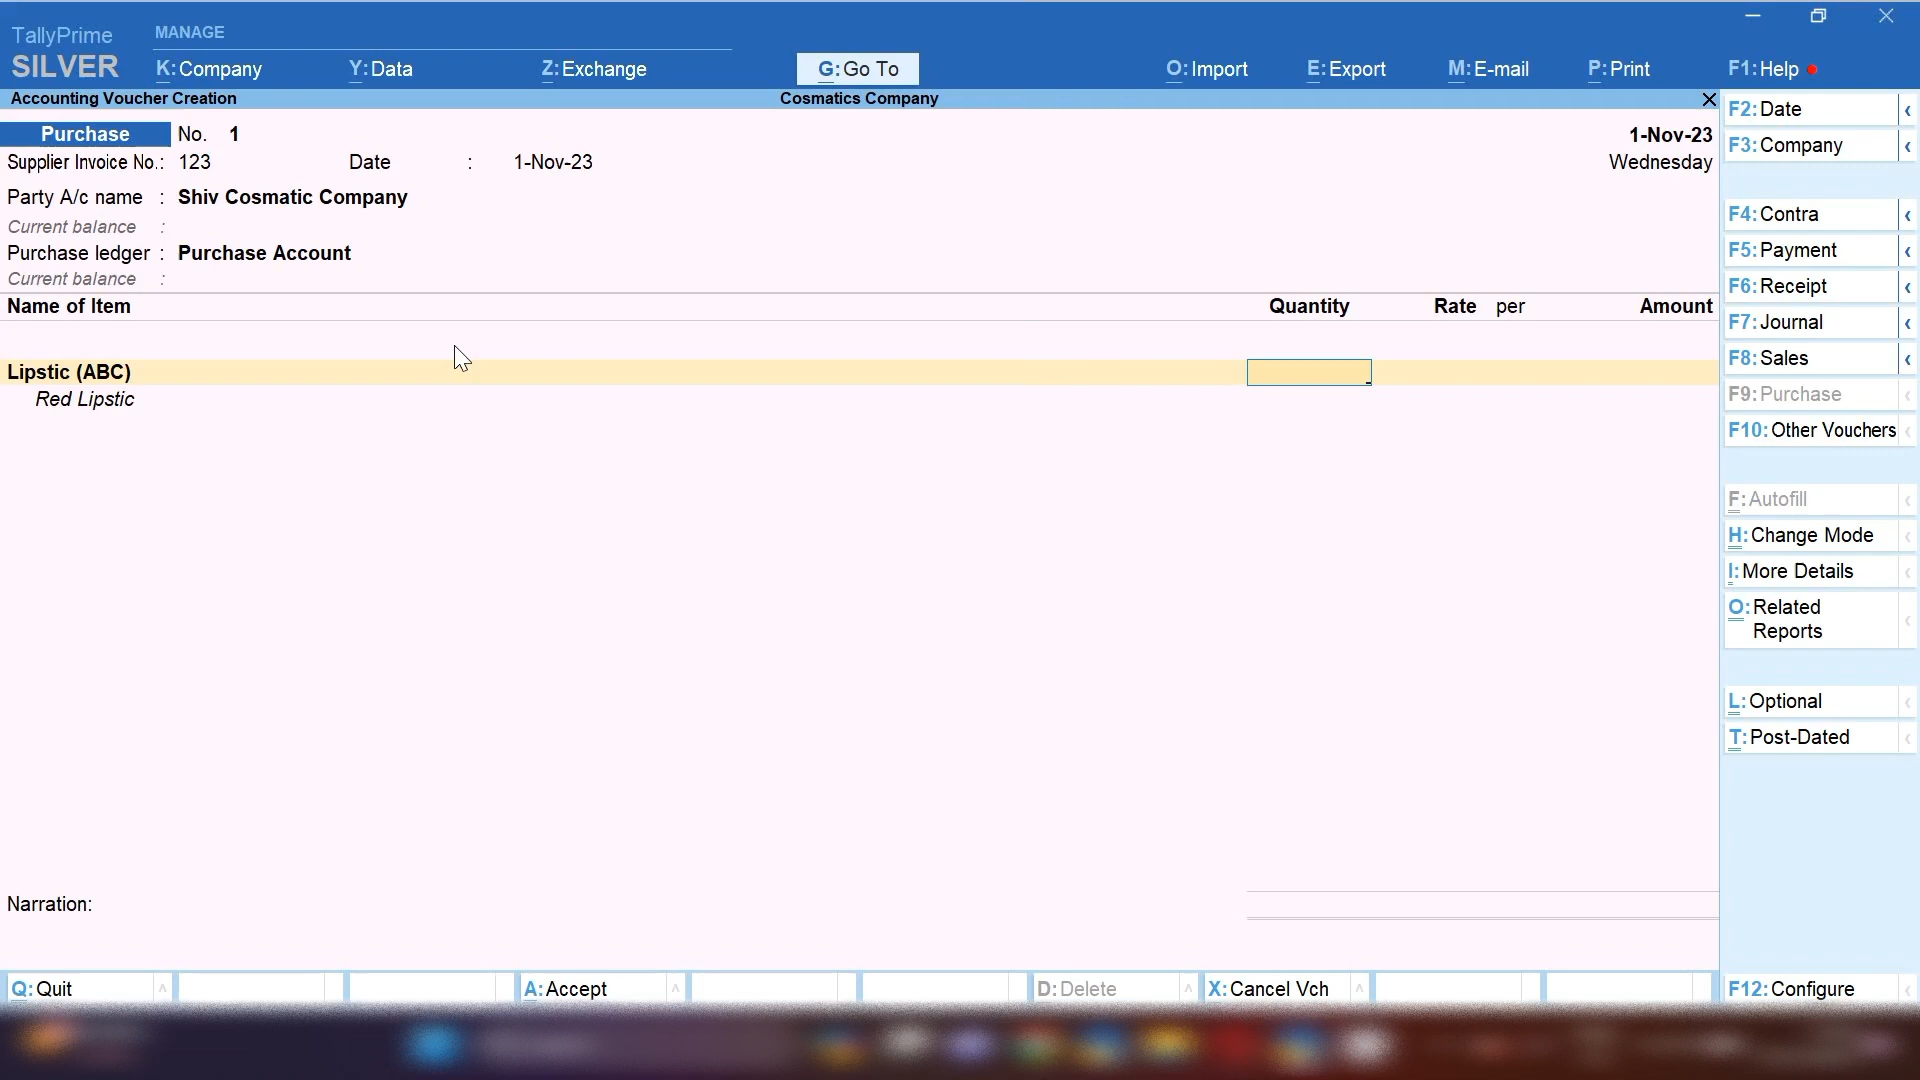 TallyPrime
SILVER
MANAGE
K: Company
Y: Data
Z: Exchange
G: Go To
O: Import
E: Export
M: E-mail
P: Print
F1: Help
Accounting Voucher Creation
Cosmatics Company
Purchase No. 1
1-Nov-23
Supplier Invoice No.: 123 Date : 1-Nov-23
Wednesday
Party A/c name : Shiv Cosmatic Company
Current balance :
Purchase ledger : Purchase Account
Current balance :
Name of Item Quantity Rate per Amount
Lipstic (ABC)
Red Lipstic
Narration:
F2: Date
F3: Company
F4: Contra
F5: Payment
F6: Receipt
F7: Journal
F8: Sales
F9: Purchase
F10: Other Vouchers
F: Autofill
H: Change Mode
I: More Details
O: Related
Reports
L: Optional
T: Post-Dated
Q: Quit
A: Accept
D: Delete
X: Cancel Vch
F12: Configure